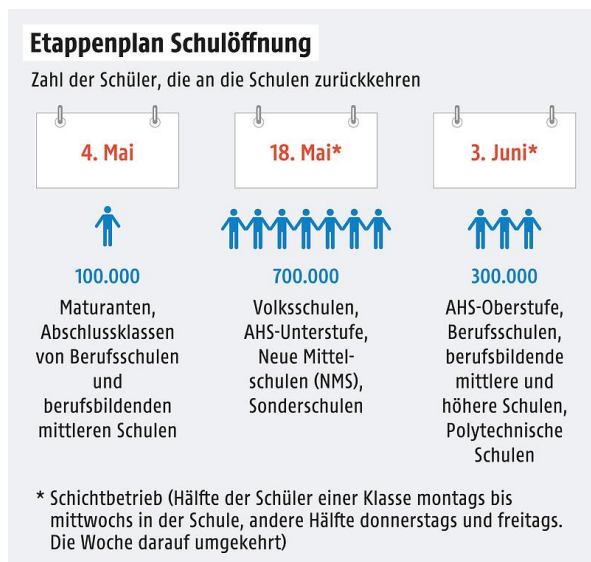 Etappenplan Schulöffnung
Zahl der Schüler, die an die Schulen zurückkehren
4. Mai
100.000
Maturanten,
Abschlussklassen
von Berufsschulen
und
berufsbildenden
mittleren Schulen
18. Mai*
700.000
Volksschulen,
AHS-Unterstufe,
Neue Mittel-
schulen (NMS),
Sonderschulen
3. Juni*
300.000
AHS-Oberstufe,
Berufsschulen,
berufsbildende
mittlere und
höhere Schulen,
Polytechnische
Schulen
* Schichtbetrieb (Hälfte der Schüler einer Klasse montags bis
mittwochs in der Schule, andere Hälfte donnerstags und freitags.
Die Woche darauf umgekehrt)